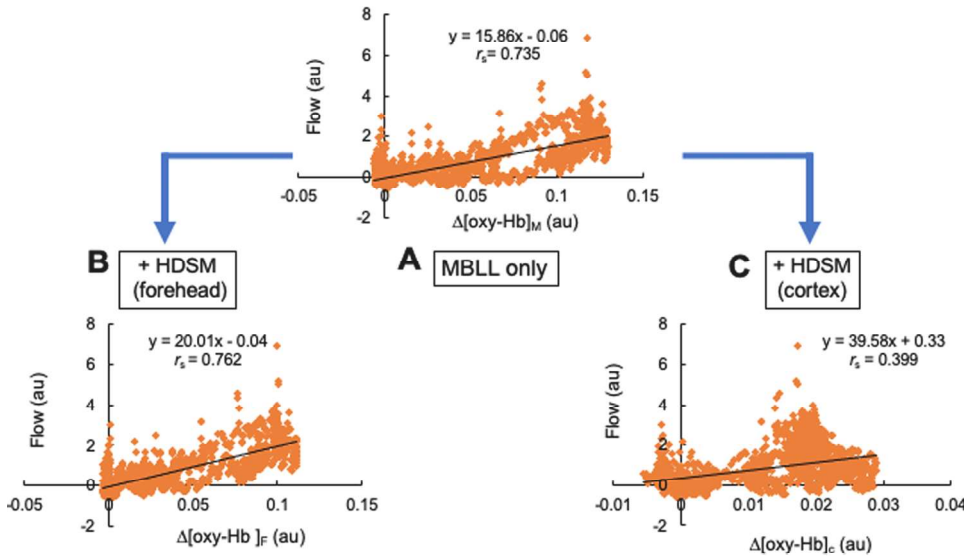 y = 15.86x - 0.06
rs= 0.735
Flow (au)
8
6
4
2
0
-2
-0.05
0
0.05
0.1
0.15
Δ[oxy-Hb]M (au)
B
+ HDSM
(forehead)
A
MBLL only
C
+ HDSM
(cortex)
y = 20.01x - 0.04
rs = 0.762
Flow (au)
8
6
4
2
0
-2
-0.05
0
0.05
0.1
0.15
Δ[oxy-Hb ]F (au)
y = 39.58x + 0.33
rs = 0.399
Flow (au)
8
6
4
2
0
-2
-0.01
0
0.01
0.02
0.03
0.04
Δ[oxy-Hb]c (au)